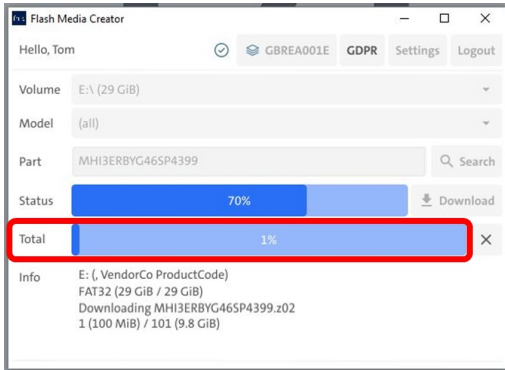 Flash Media Creator
Hello, Tom GBREA001E GDPR Settings Logout
Volume E:\ (29 GiB)
Model (all)
Part MHI3ERBYG46SP4399 Search
Status 70% Download
Total 1%
Info E: (, VendorCo ProductCode)
FAT32 (29 GiB / 29 GiB)
Downloading MHI3ERBYG46SP4399.z02
1 (100 MiB) / 101 (9.8 GiB)